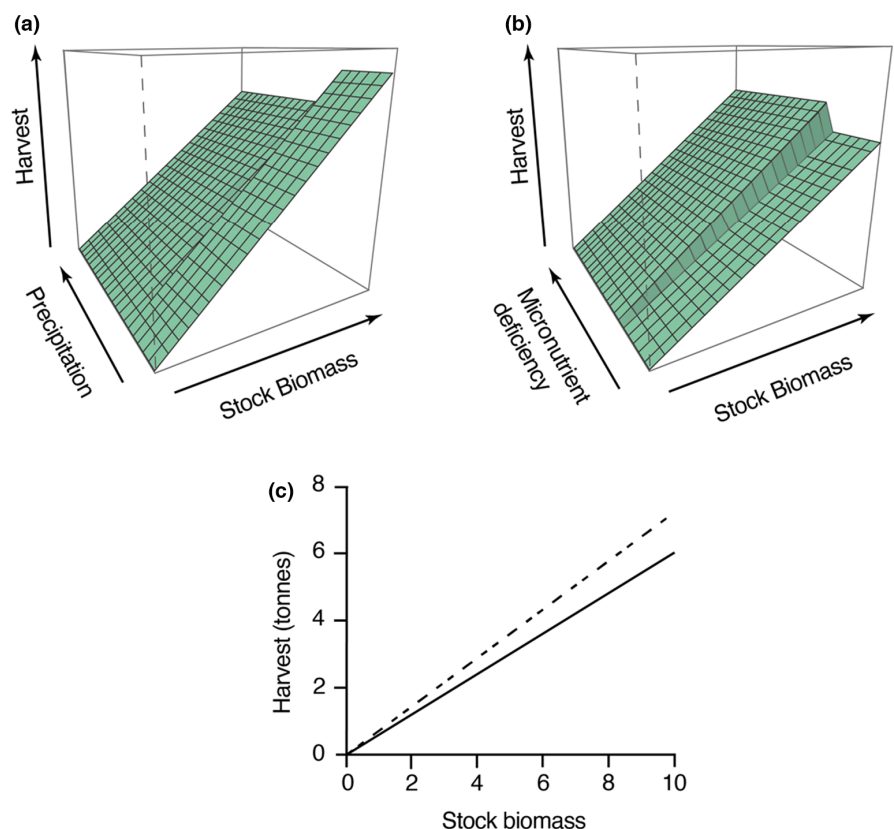 (a)
Harvest
Precipitation
Stock Biomass
(b)
Harvest
Micronutrient
deficiency
Stock Biomass
(c)
Harvest (tonnes)
8
6
4
2
0
0 2 4 6 8 10
Stock biomass